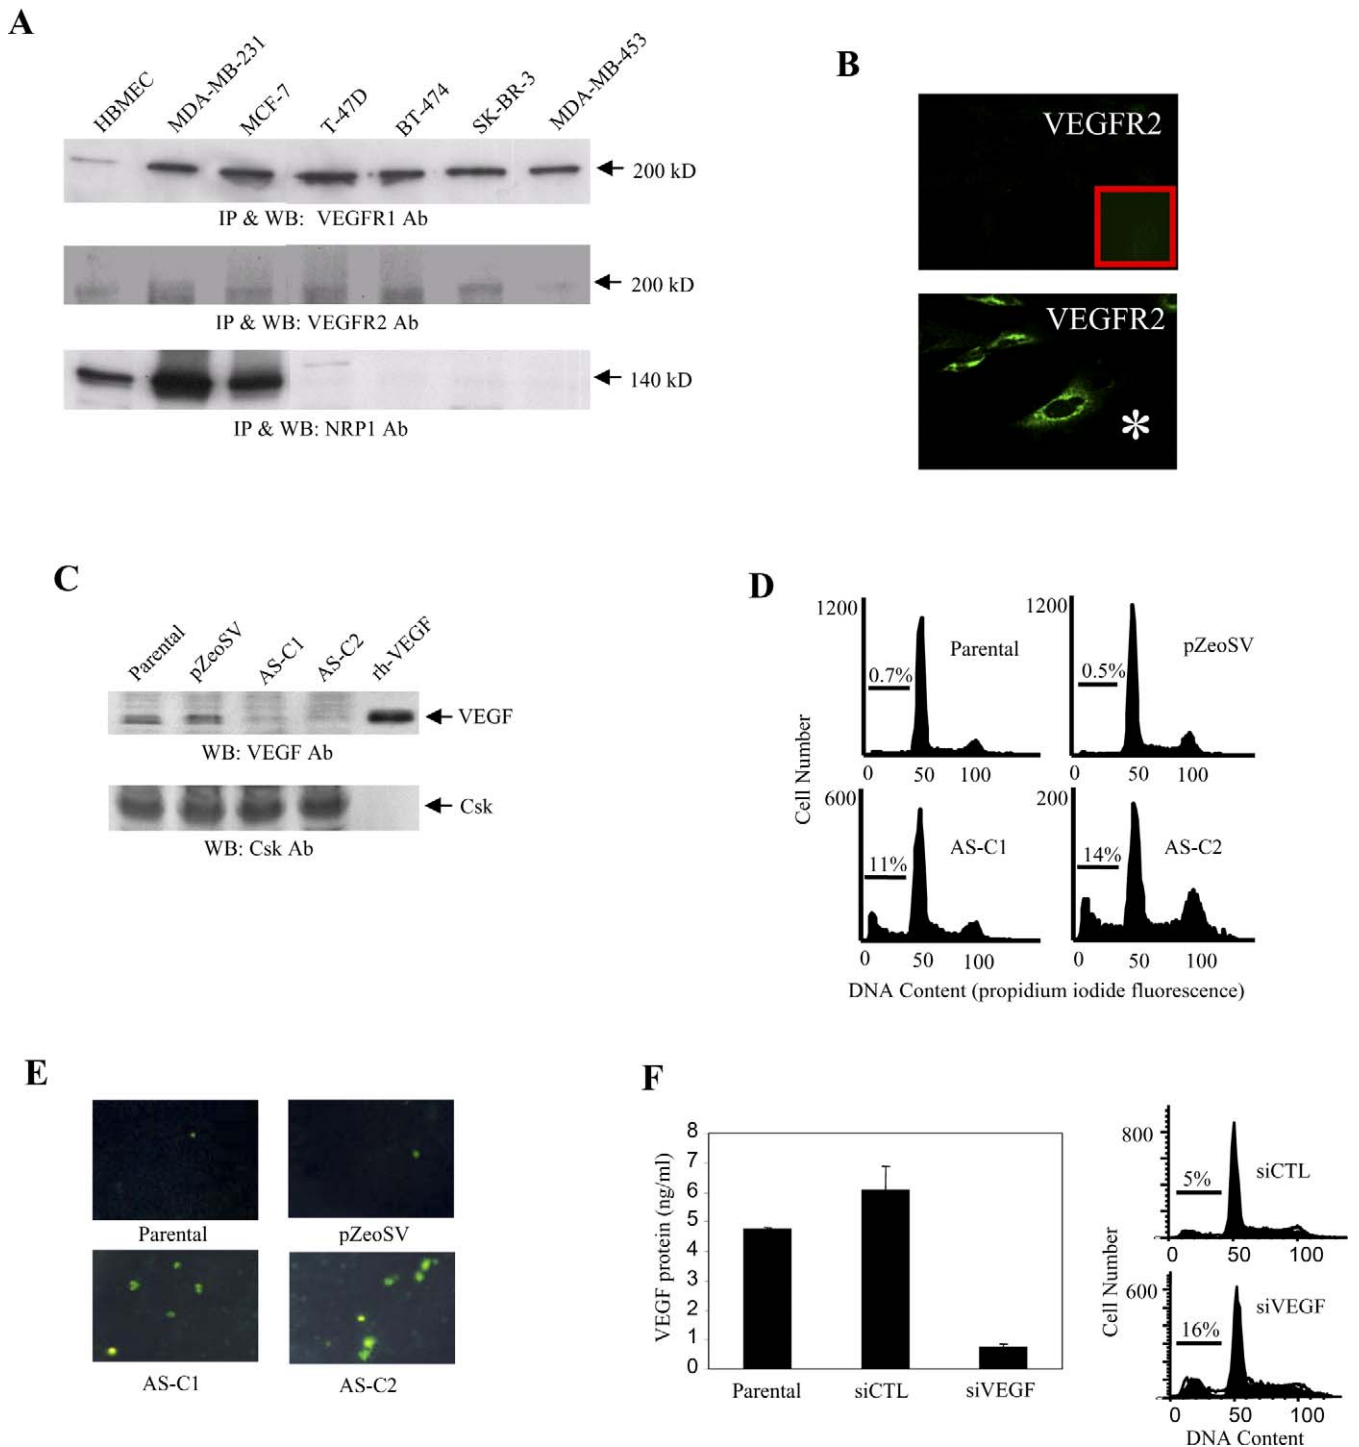 A
HBMEC MDA-MB-231 MCF-7 T-47D BT-474 SK-BR-3 MDA-MB-453
200 kD
IP & WB: VEGFR1 Ab
200 kD
IP & WB: VEGFR2 Ab
140 kD
IP & WB: NRP1 Ab
B
VEGFR2
VEGFR2
*
C
Parental pZeoSV AS-C1 AS-C2 rh-VEGF
VEGF
WB: VEGF Ab
Csk
WB: Csk Ab
D
1200 1200
Parental pZeoSV
0.7% 0.5%
0 50 100 0 50 100
Cell Number
600 200
AS-C1 AS-C2
11% 14%
0 50 100 0 50 100
DNA Content (propidium iodide fluorescence)
E
Parental pZeoSV
AS-C1 AS-C2
F
VEGF protein (ng/ml)
8
7
6
5
4
3
2
1
0
Parental siCTL siVEGF
Cell Number
800
siCTL
5%
0 50 100
600
siVEGF
16%
0 50 100
DNA Content